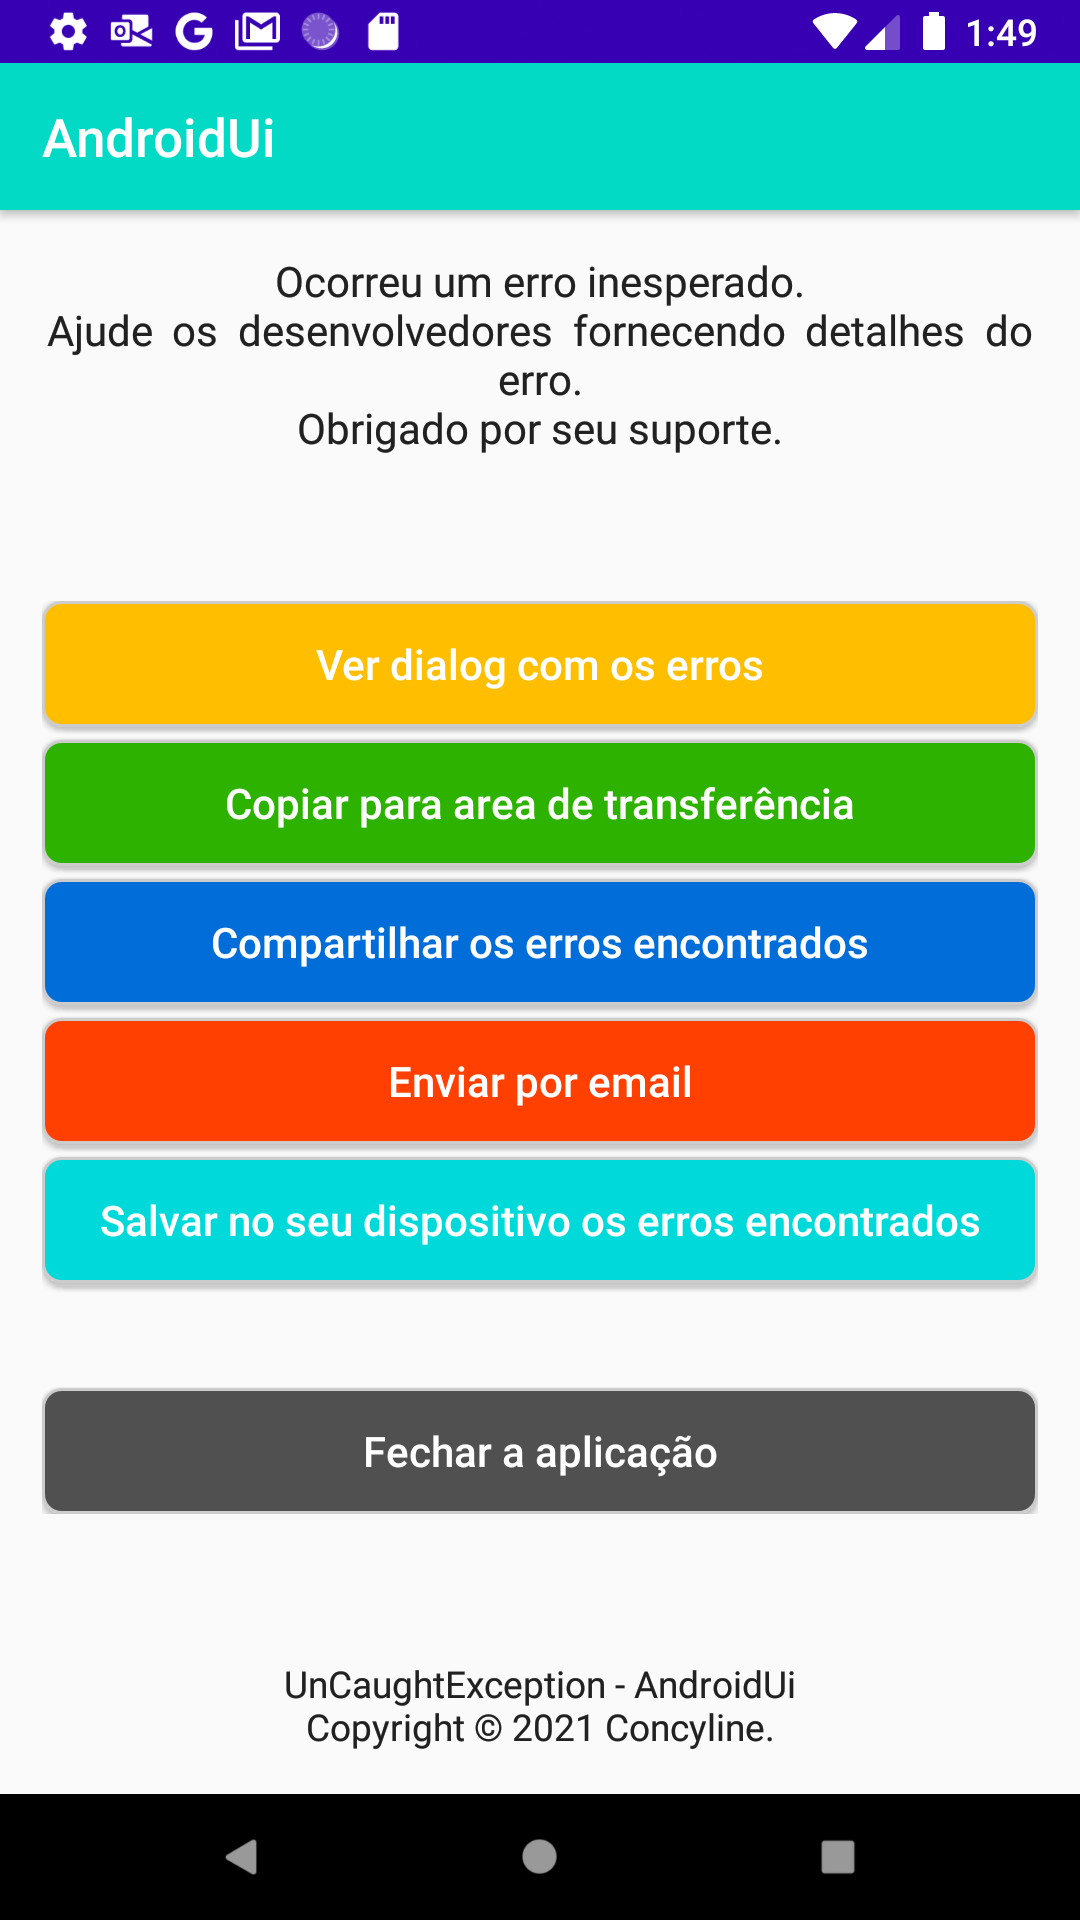 1:49
AndroidUi
Ocorreu um erro inesperado.
Ajude os desenvolvedores fornecendo detalhes do
erro.
Obrigado por seu suporte.
Ver dialog com os erros
Copiar para area de transferência
Compartilhar os erros encontrados
Enviar por email
Salvar no seu dispositivo os erros encontrados
Fechar a aplicação
UnCaughtException - AndroidUi
Copyright © 2021 Concyline.